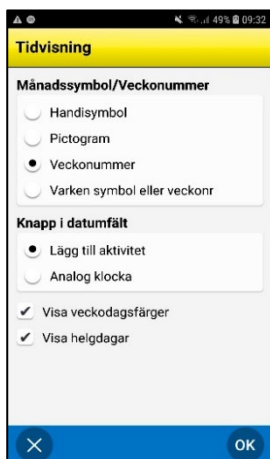 49% 09:32
Tidvisning
Månadssymbol/Veckonummer
Handisymbol
Pictogram
Veckonummer
Varken symbol eller veckonr
Knapp i datumfält
Lägg till aktivitet
Analog klocka
Visa veckodagsfärger
Visa helgdagar
OK